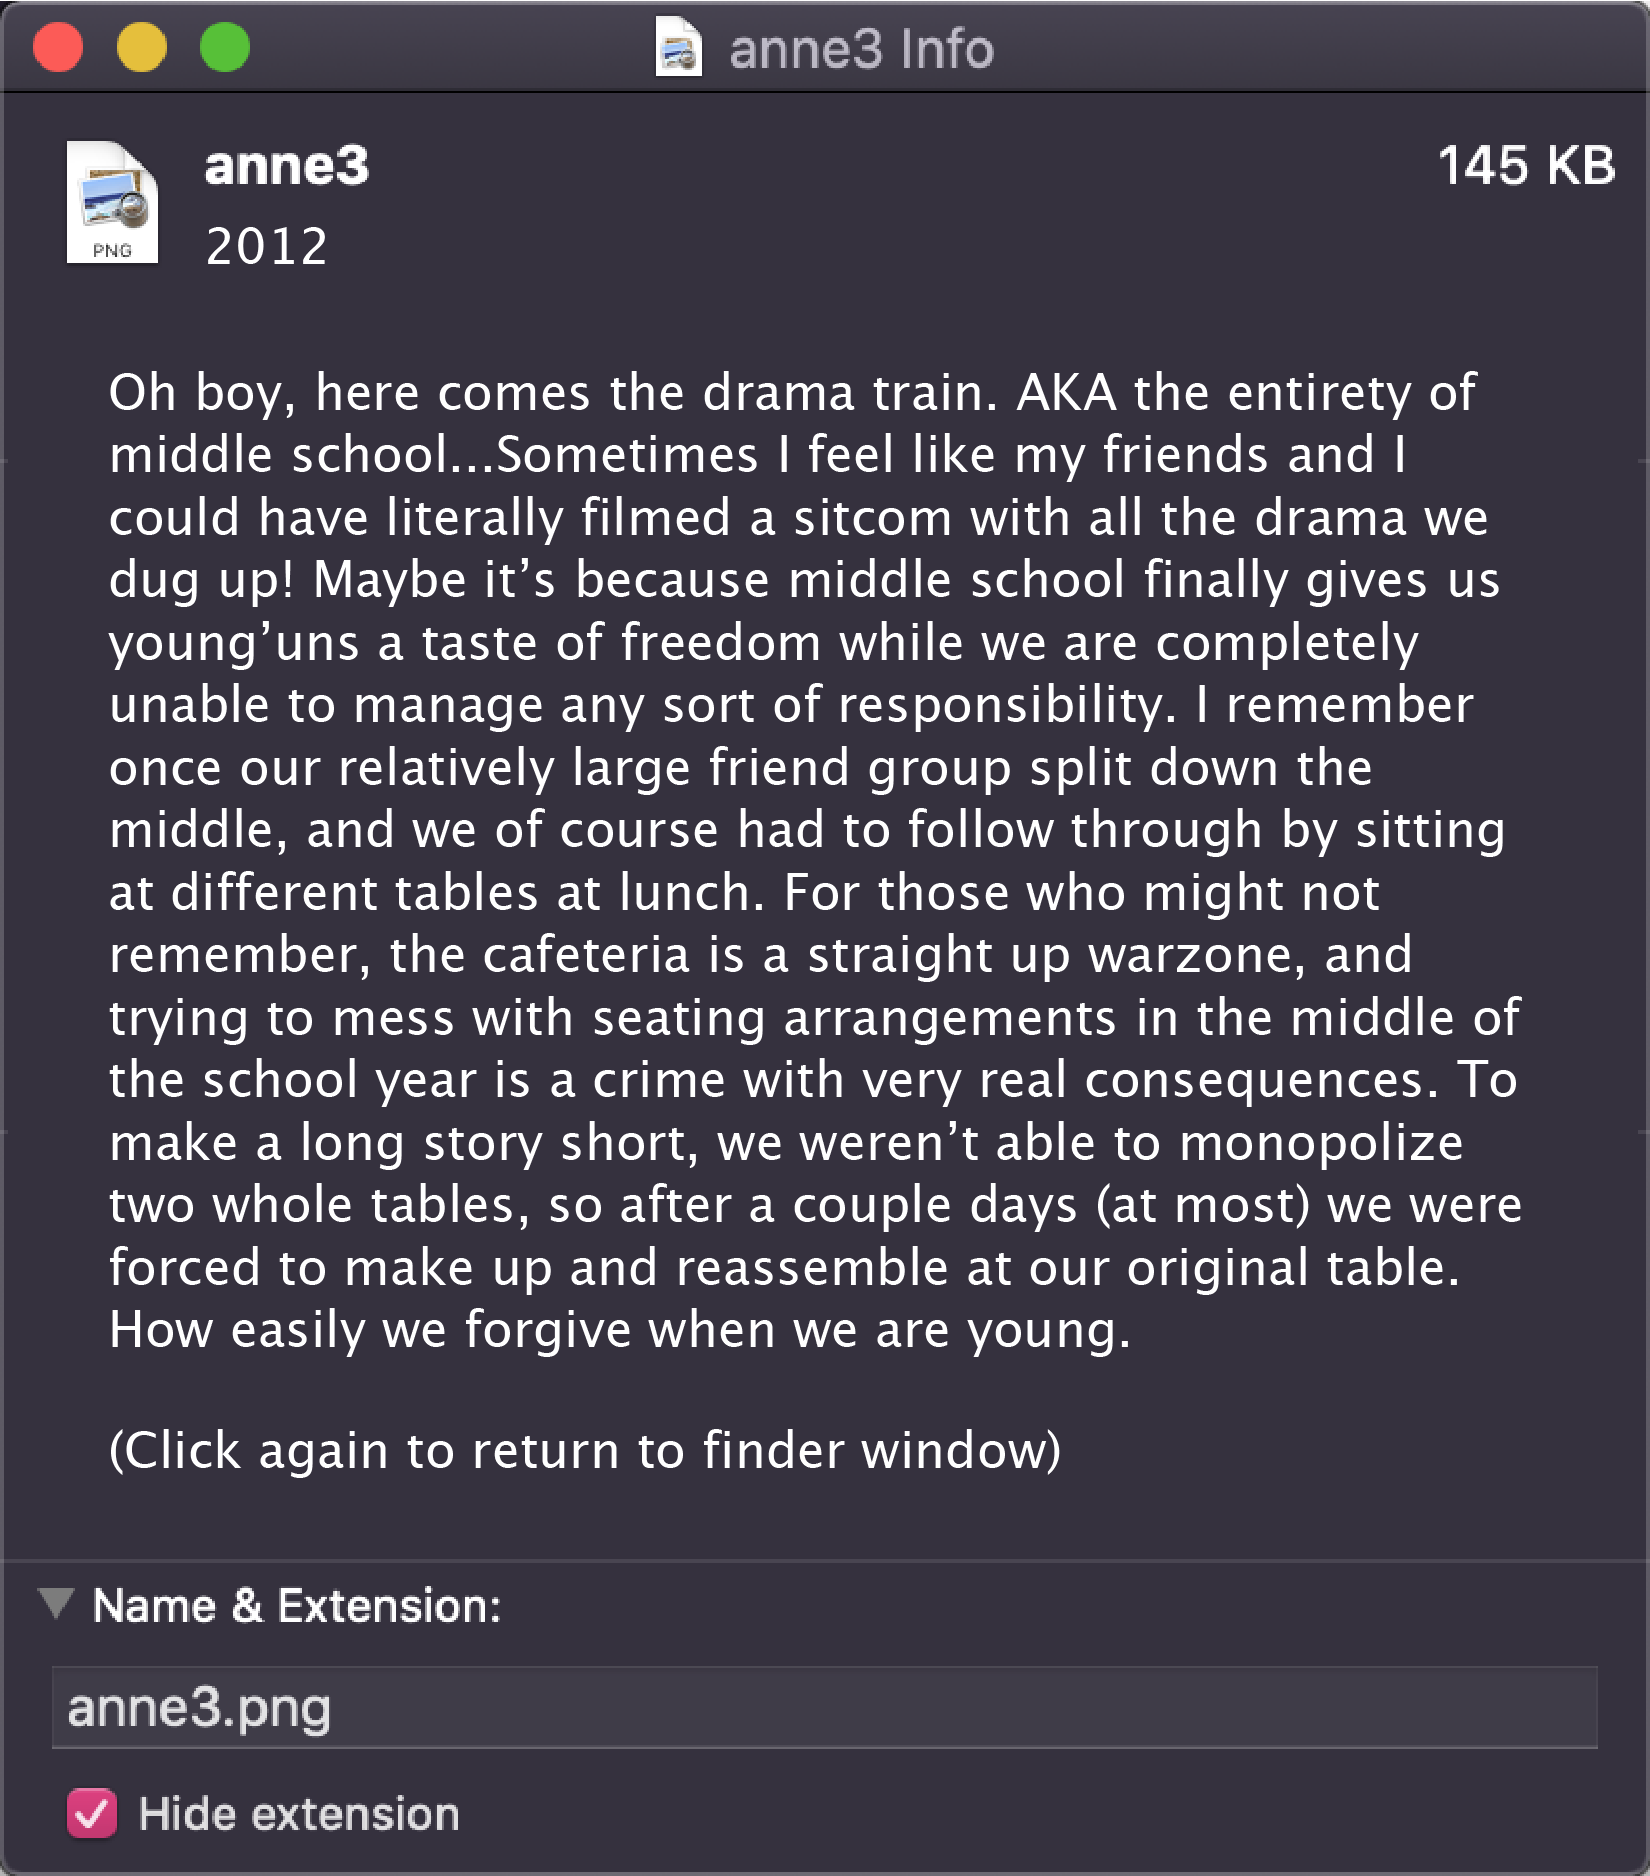 anne3 Info
anne3
145 KB
2012
PNG
Oh boy, here comes the drama train. AKA the entirety of
middle school...Sometimes I feel like my friends and I
could have literally filmed a sitcom with all the drama we
dug up! Maybe it’s because middle school finally gives us
young’uns a taste of freedom while we are completely
unable to manage any sort of responsibility. I remember
once our relatively large friend group split down the
middle, and we of course had to follow through by sitting
at different tables at lunch. For those who might not
remember, the cafeteria is a straight up warzone, and
trying to mess with seating arrangements in the middle of
the school year is a crime with very real consequences. To
make a long story short, we weren’t able to monopolize
two whole tables, so after a couple days (at most) we were
forced to make up and reassemble at our original table.
How easily we forgive when we are young.
(Click again to return to finder window)
Name & Extension:
anne3.png
Hide extension